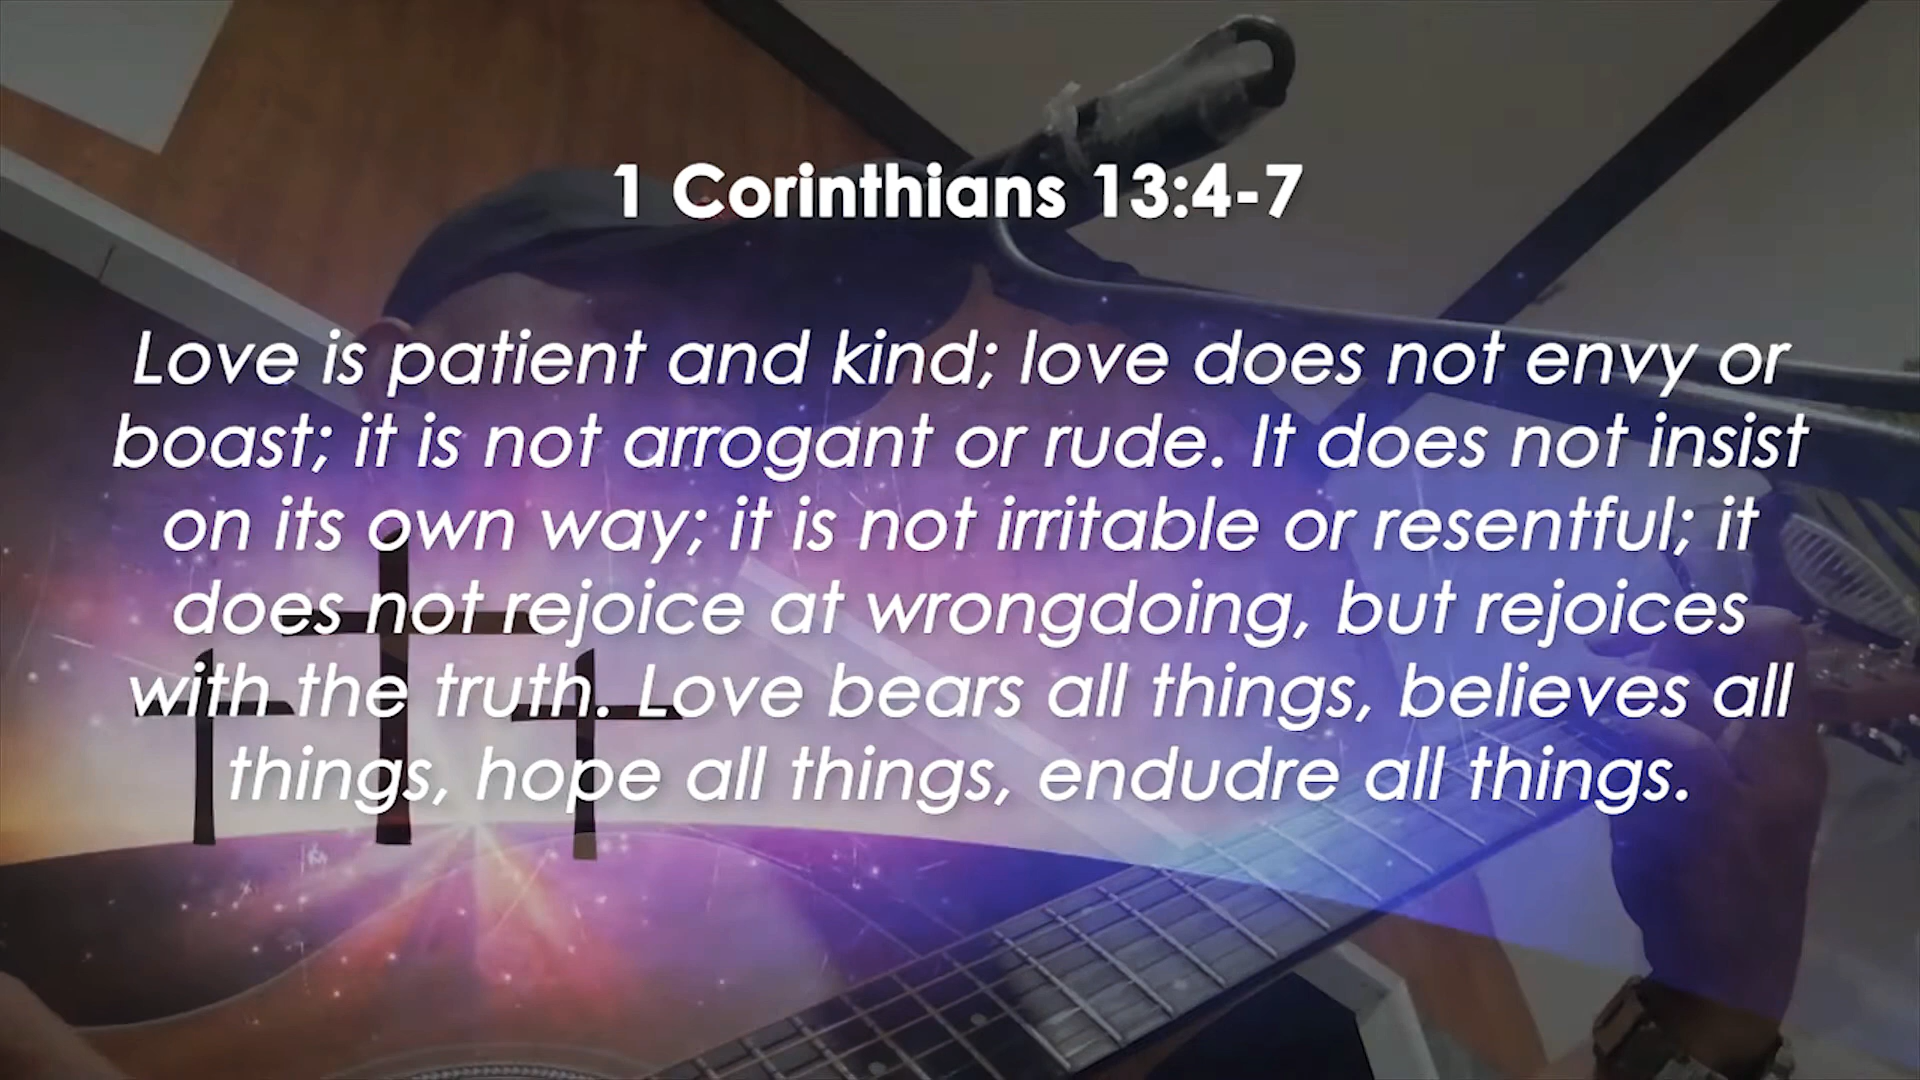 1 Corinthians 13:4-7
Love is patient and kind; love does not envy or
boast; it is not arrogant or rude. It does not insist
on its own way; it is not irritable or resentful; it
does not rejoice at wrongdoing, but rejoices
with the truth. Love bears all things, believes all
things, hope all things, endudre all things.